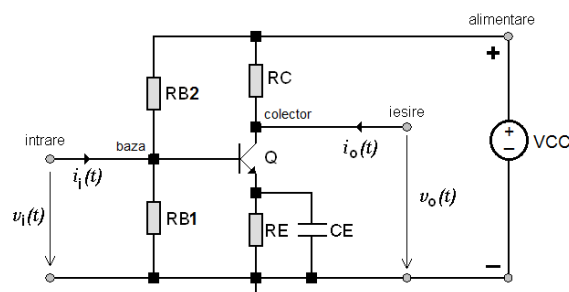 alimentare
+
RC
RB2
colector
iesire
intrare
baza
Q
+
−
VCC
i_i(t)
i_o(t)
v_i(t)
RB1
RE
CE
v_o(t)
−